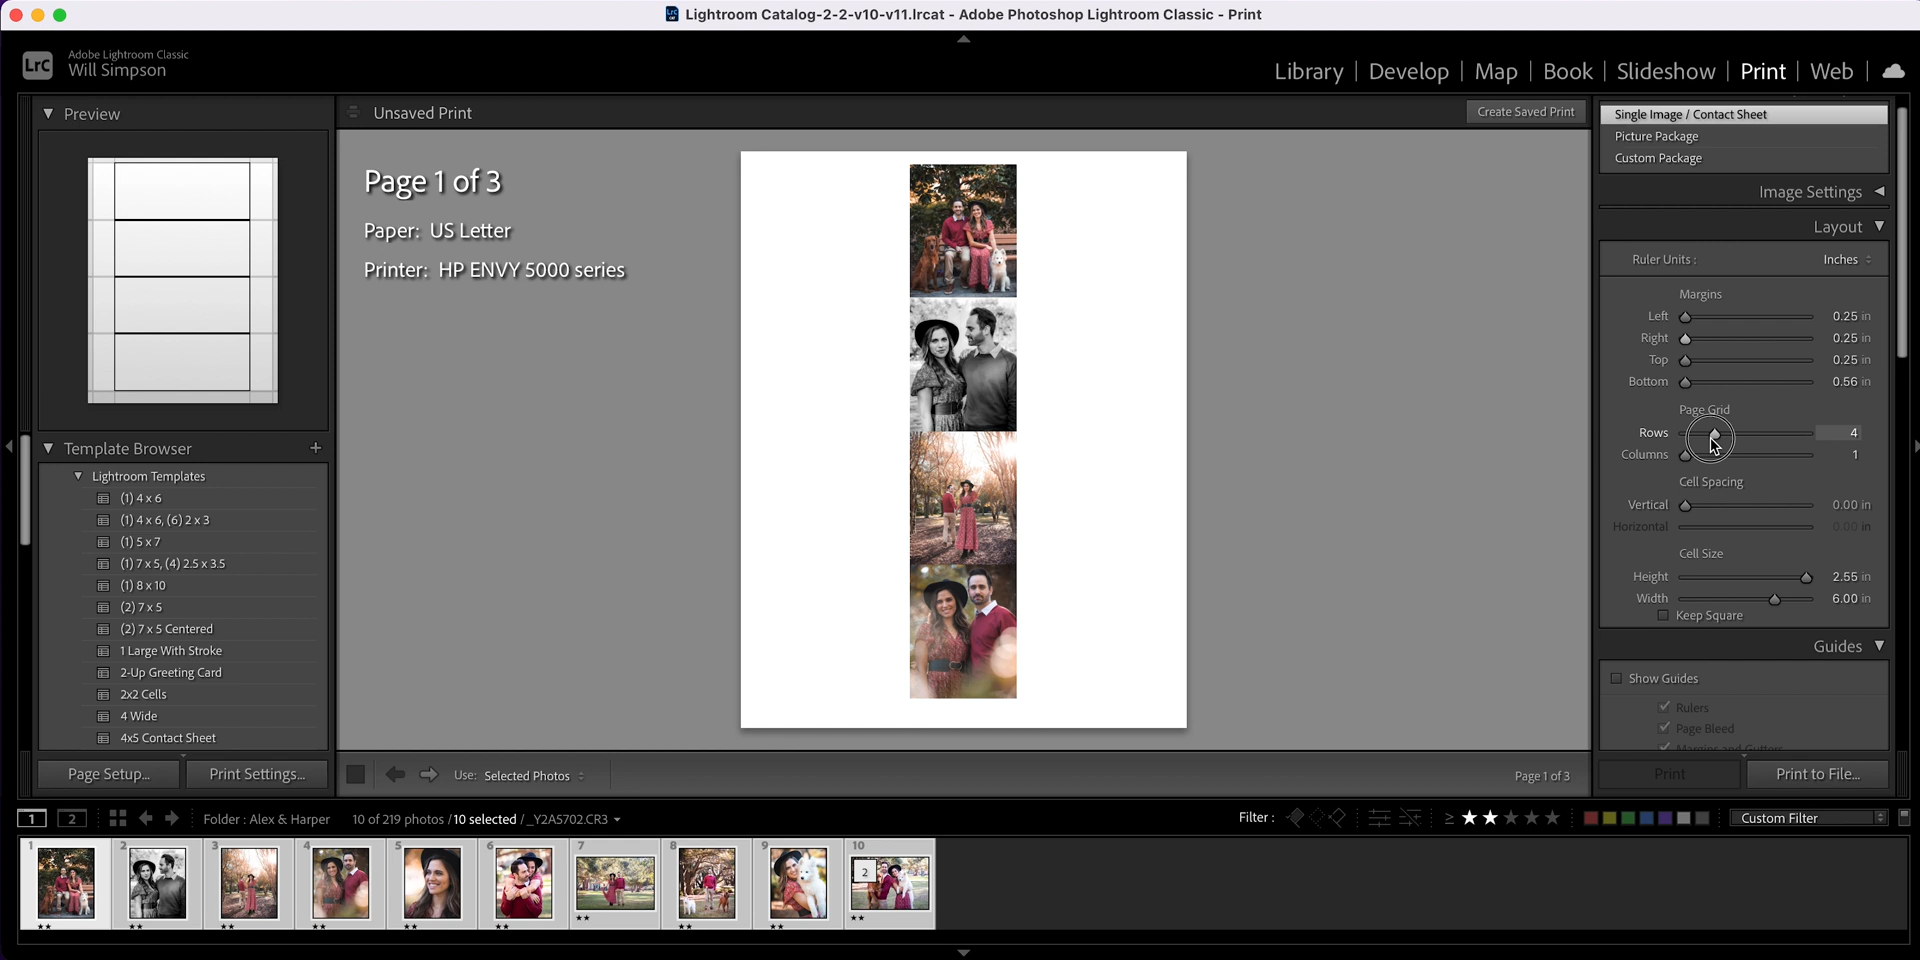 Lightroom Catalog-2-2-v10-v11.lrcat - Adobe Photoshop Lightroom Classic - Print
LrC
Adobe Lightroom Classic
Will Simpson
Library | Develop | Map | Book | Slideshow | Print | Web
Preview
Unsaved Print
Create Saved Print
Page 1 of 3
Paper: US Letter
Printer: HP ENVY 5000 series
Template Browser +
Lightroom Templates
(1) 4 x 6
(1) 4 x 6, (6) 2 x 3
(1) 5 x 7
(1) 7 x 5, (4) 2.5 x 3.5
(1) 8 x 10
(2) 7 x 5
(2) 7 x 5 Centered
1 Large With Stroke
2-Up Greeting Card
2x2 Cells
4 Wide
4x5 Contact Sheet
Page Setup...
Print Settings...
Use: Selected Photos
Page 1 of 3
Single Image / Contact Sheet
Picture Package
Custom Package
Image Settings
Layout
Ruler Units : Inches
Margins
Left 0.25 in
Right 0.25 in
Top 0.25 in
Bottom 0.56 in
Page Grid
Rows 4
Columns 1
Cell Spacing
Vertical 0.00 in
Horizontal 0.00 in
Cell Size
Height 2.55 in
Width 6.00 in
Keep Square
Guides
Show Guides
Rulers
Page Bleed
Margins and Gutters
Print
Print to File...
1 2 Folder : Alex & Harper 10 of 219 photos / 10 selected / _Y2A5702.CR3
Filter : ≥ ★★★★★ Custom Filter
1 2 3 4 5 6 7 8 9 10
2
★★ ★★ ★★ ★★ ★★ ★★ ★★ ★★ ★★ ★★